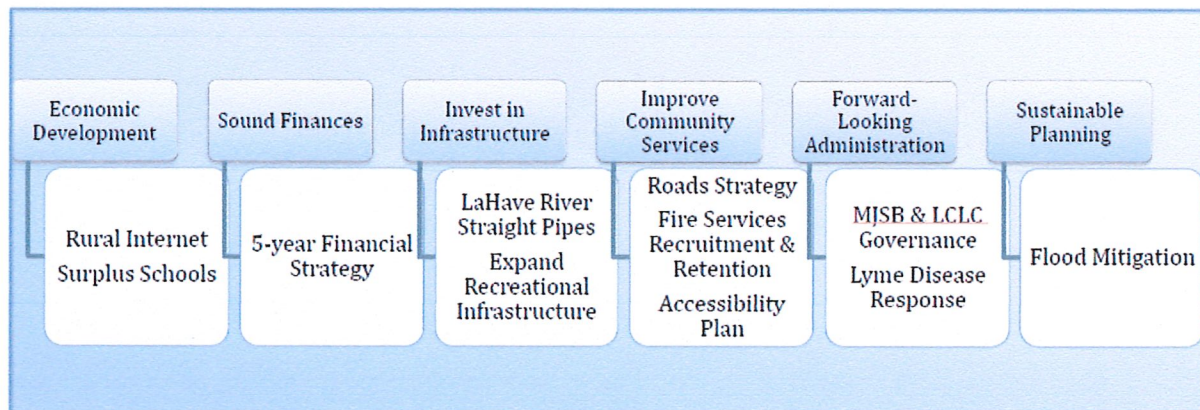 Economic
Development
Rural Internet
Surplus Schools
Sound Finances
5-year Financial
Strategy
Invest in
Infrastructure
LaHave River
Straight Pipes
Expand
Recreational
Infrastructure
Improve
Community
Services
Roads Strategy
Fire Services
Recruitment &
Retention
Accessibility
Plan
Forward-
Looking
Administration
MJSB & LCLC
Governance
Lyme Disease
Response
Sustainable
Planning
Flood Mitigation